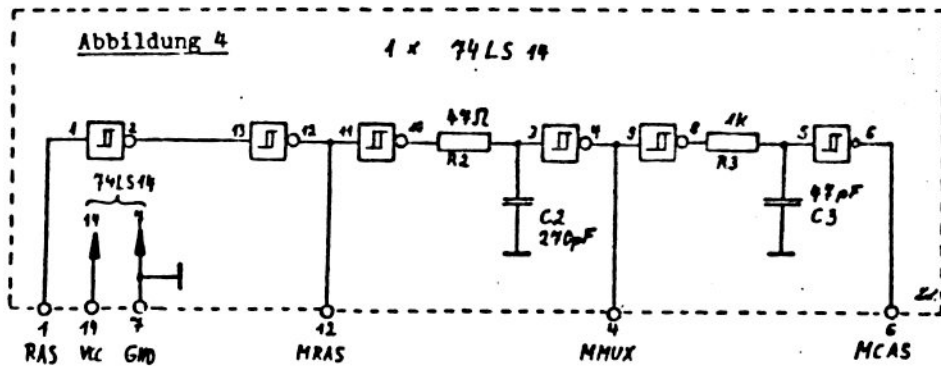 Abbildung 4
1 x 74LS14
1 2 13 12 11 10 47Ω 3 4 9 8 1k 5 6
R2 R3
74LS14
14 7
C2
270pF
47pF
C3
1 14 7 12 4 6
RAS VCC GND MRAS MMUX MCAS